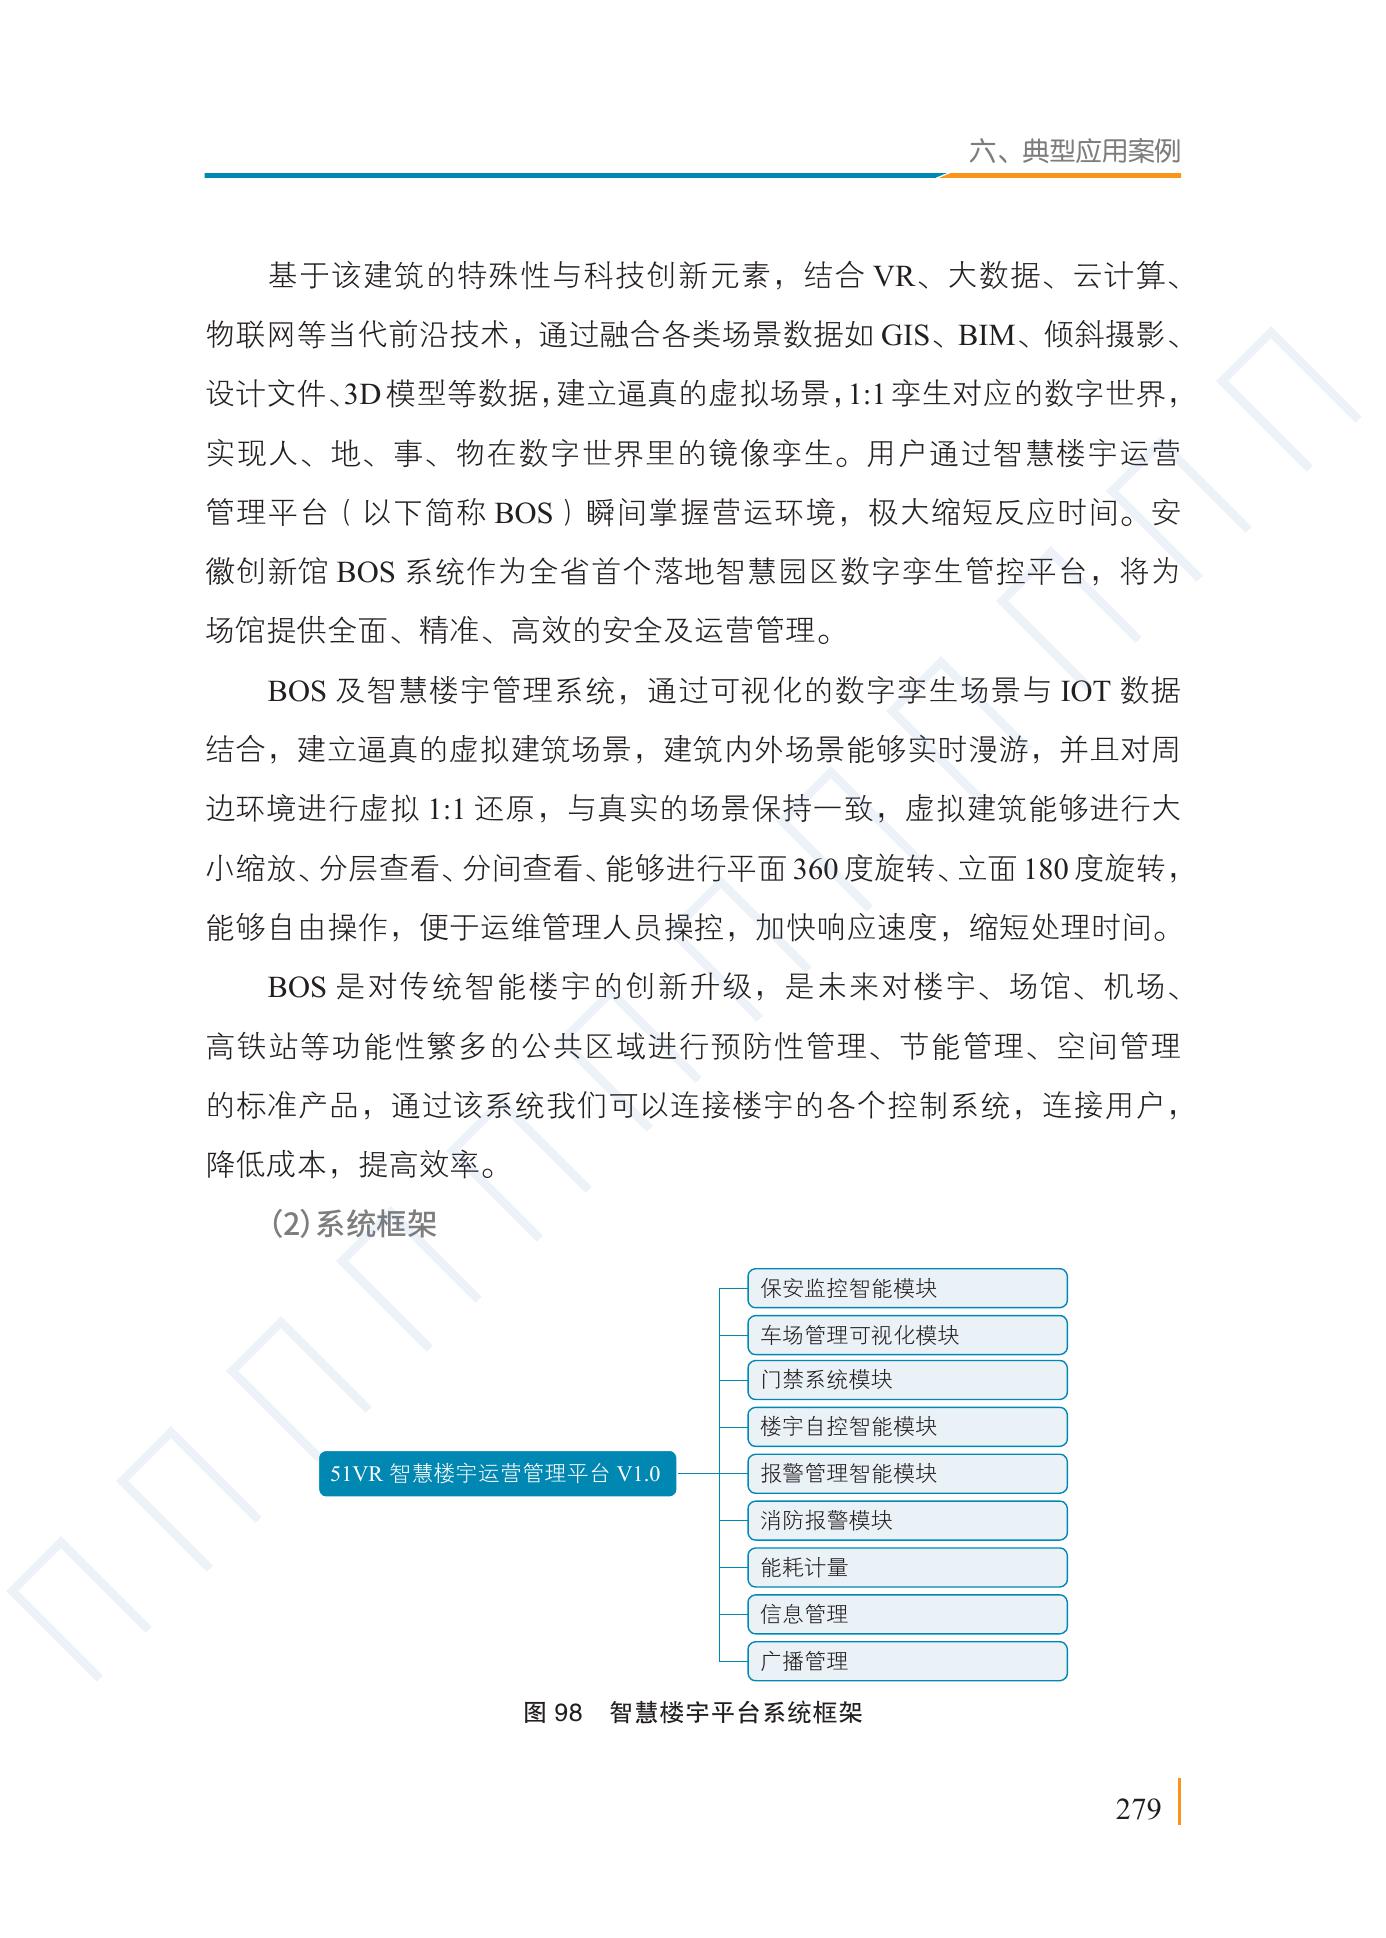 六、典型应用案例
基于该建筑的特殊性与科技创新元素，结合 VR、大数据、云计算、
物联网等当代前沿技术，通过融合各类场景数据如 GIS、BIM、倾斜摄影、
设计文件、3D 模型等数据，建立逼真的虚拟场景，1:1 孪生对应的数字世界，
实现人、地、事、物在数字世界里的镜像孪生。用户通过智慧楼宇运营
管理平台（以下简称 BOS）瞬间掌握营运环境，极大缩短反应时间。安
徽创新馆 BOS 系统作为全省首个落地智慧园区数字孪生管控平台，将为
场馆提供全面、精准、高效的安全及运营管理。
BOS 及智慧楼宇管理系统，通过可视化的数字孪生场景与 IOT 数据
结合，建立逼真的虚拟建筑场景，建筑内外场景能够实时漫游，并且对周
边环境进行虚拟 1:1 还原，与真实的场景保持一致，虚拟建筑能够进行大
小缩放、分层查看、分间查看、能够进行平面 360 度旋转、立面 180 度旋转，
能够自由操作，便于运维管理人员操控，加快响应速度，缩短处理时间。
BOS 是对传统智能楼宇的创新升级，是未来对楼宇、场馆、机场、
高铁站等功能性繁多的公共区域进行预防性管理、节能管理、空间管理
的标准产品，通过该系统我们可以连接楼宇的各个控制系统，连接用户，
降低成本，提高效率。
（2）系统框架
保安监控智能模块
车场管理可视化模块
门禁系统模块
楼宇自控智能模块
51VR 智慧楼宇运营管理平台 V1.0
报警管理智能模块
消防报警模块
能耗计量
信息管理
广播管理
图 98 智慧楼宇平台系统框架
279